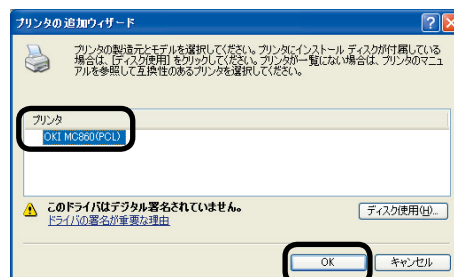 プリンタの追加ウィザード
プリンタの製造元とモデルを選択してください。プリンタにインストール ディスクが付属している
場合は、[ディスク使用] をクリックしてください。プリンタが一覧にない場合は、プリンタのマニュ
アルを参照して互換性のあるプリンタを選択してください。
プリンタ
OKI MC860(PCL)
このドライバはデジタル署名されていません。
ディスク使用(H)...
ドライバの署名が重要な理由
OK
キャンセル